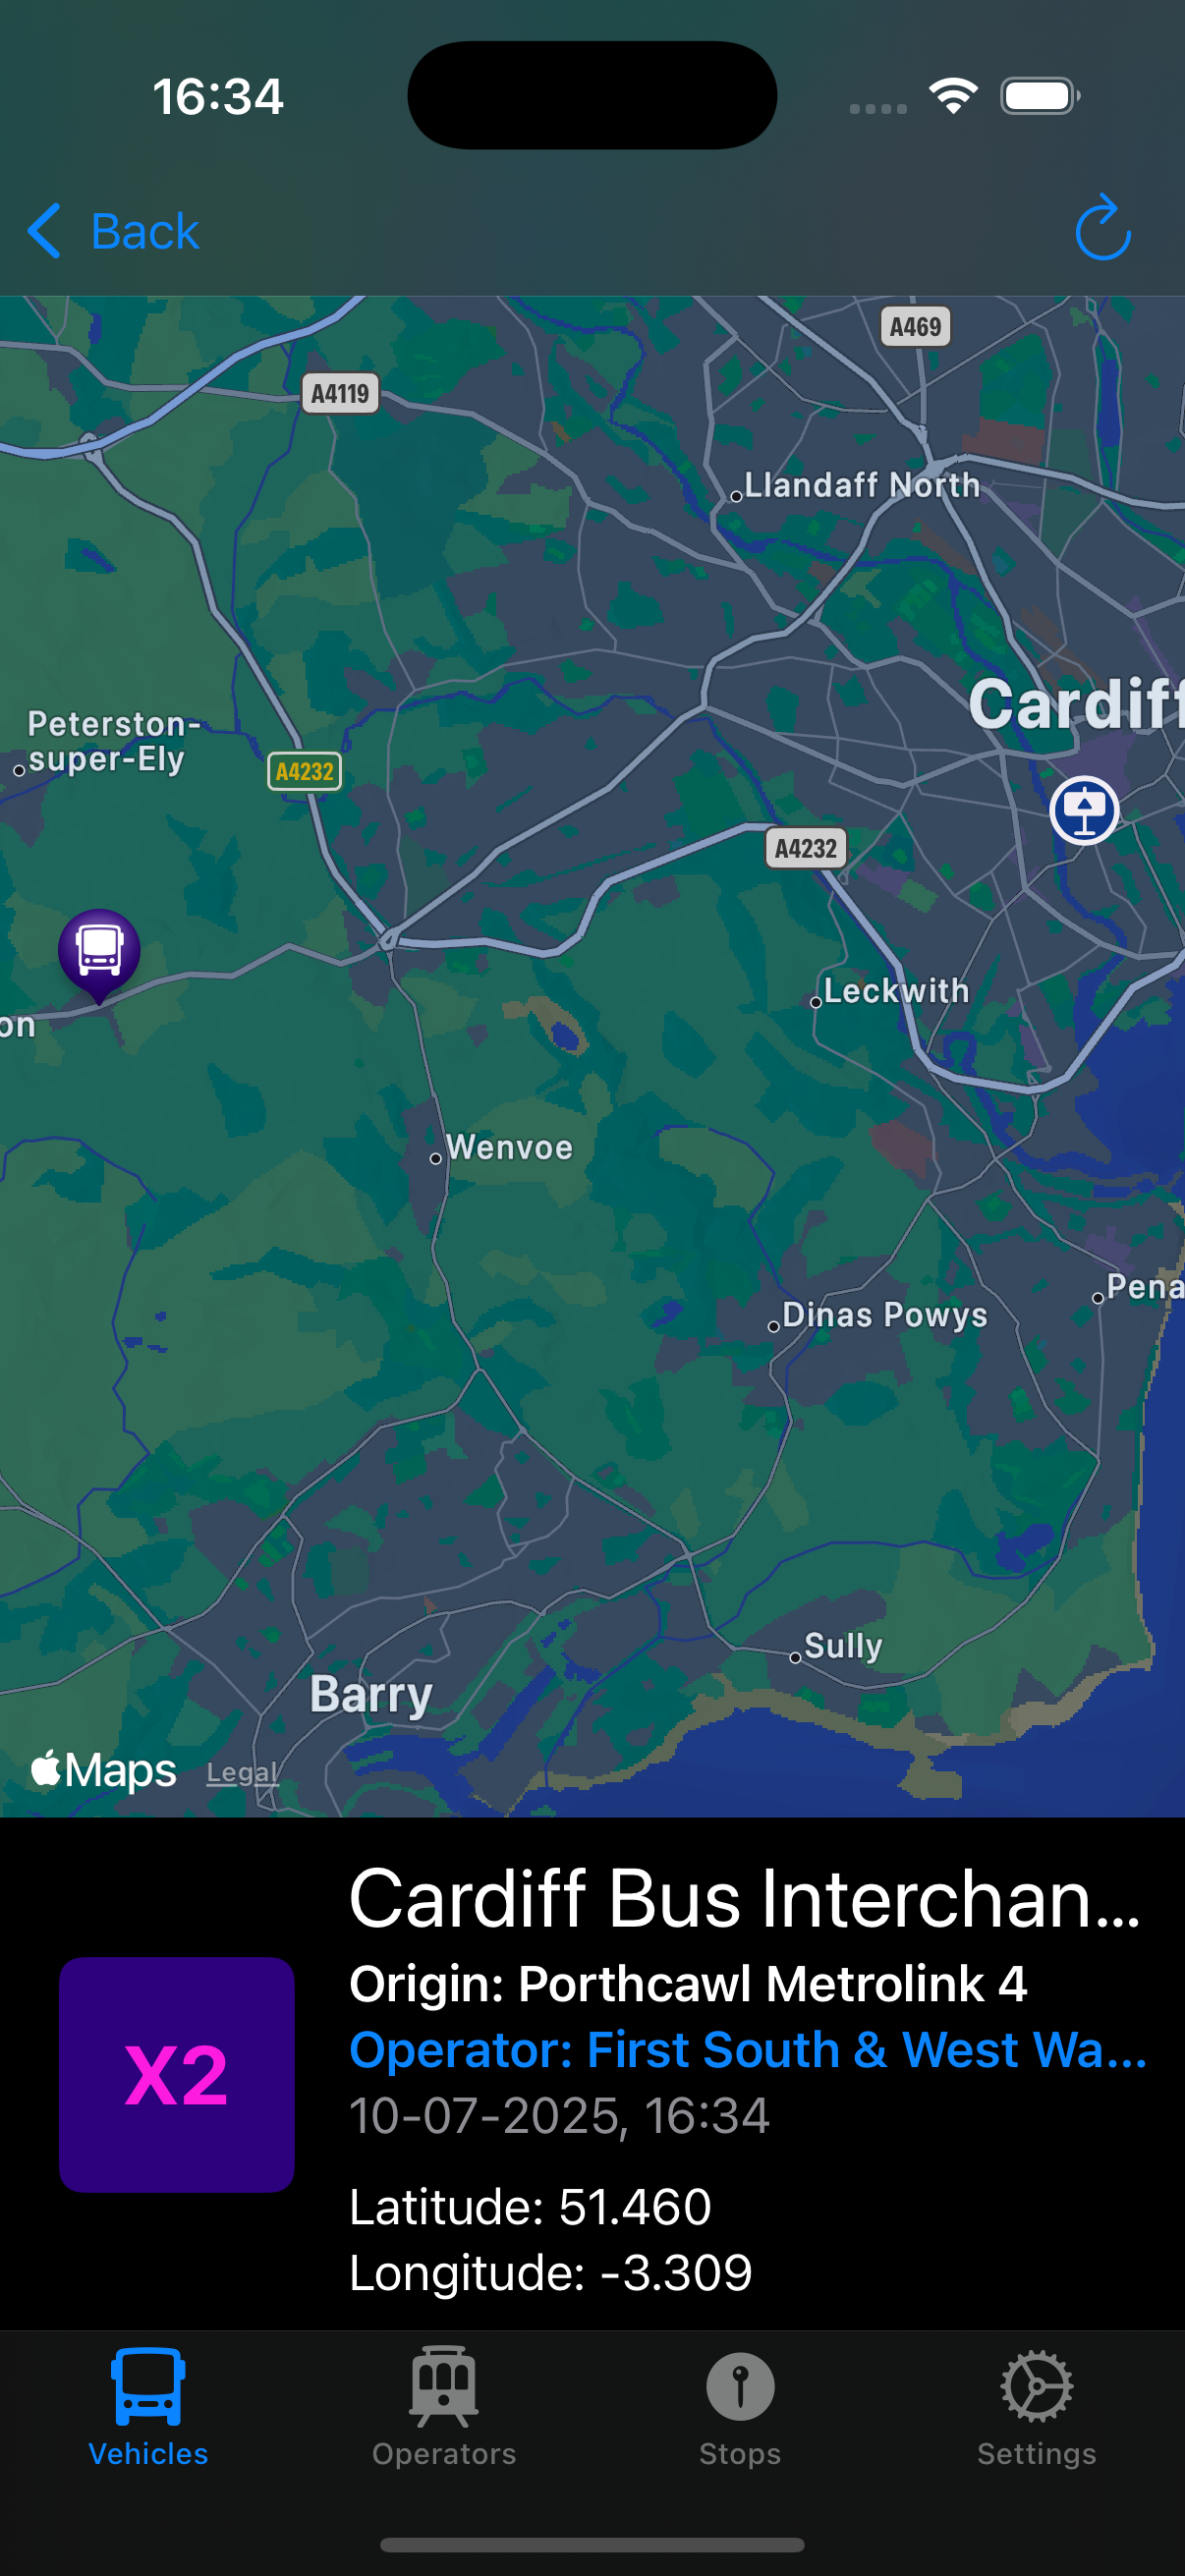 16:34
Back
A469
A4119
Llandaff North
Cardiff
Peterston-
super-Ely
A4232
A4232
on
Leckwith
Wenvoe
Pena
Dinas Powys
Sully
Barry
Maps Legal
Cardiff Bus Interchan...
Origin: Porthcawl Metrolink 4
X2
Operator: First South & West Wa...
10-07-2025, 16:34
Latitude: 51.460
Longitude: -3.309
Vehicles Operators Stops Settings